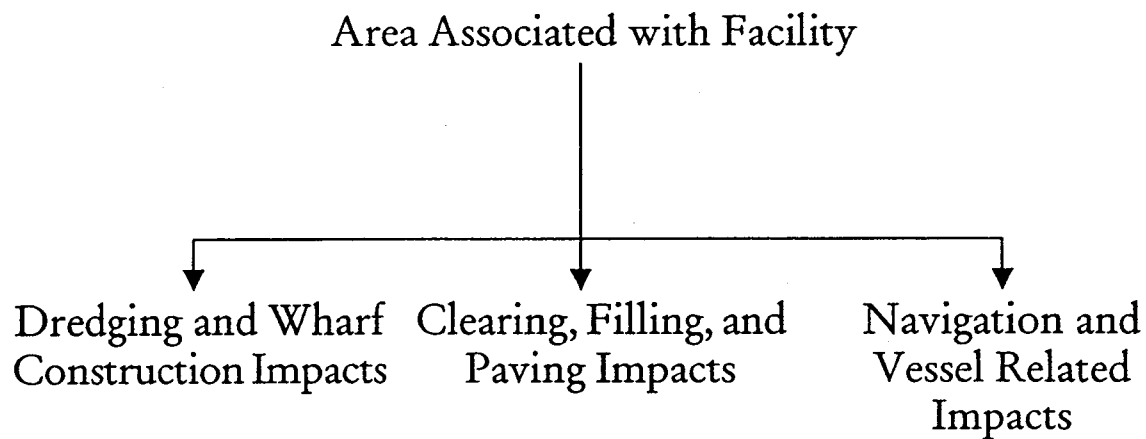 Area Associated with Facility
Dredging and Wharf
Construction Impacts
Clearing, Filling, and
Paving Impacts
Navigation and
Vessel Related
Impacts